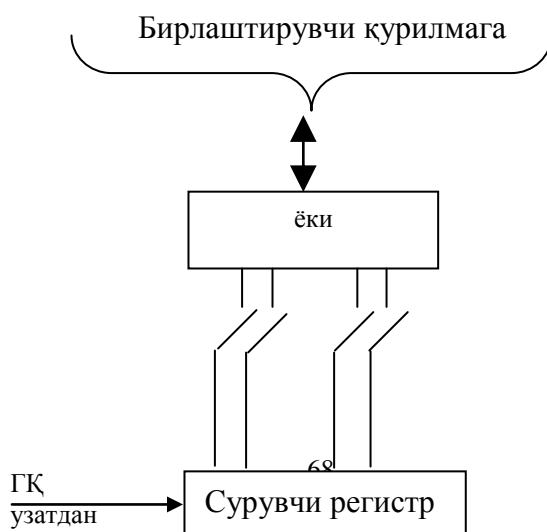 Бирлаштирувчи қурилмага
ёки
68
ГҚ
узатдан
Сурувчи регистр